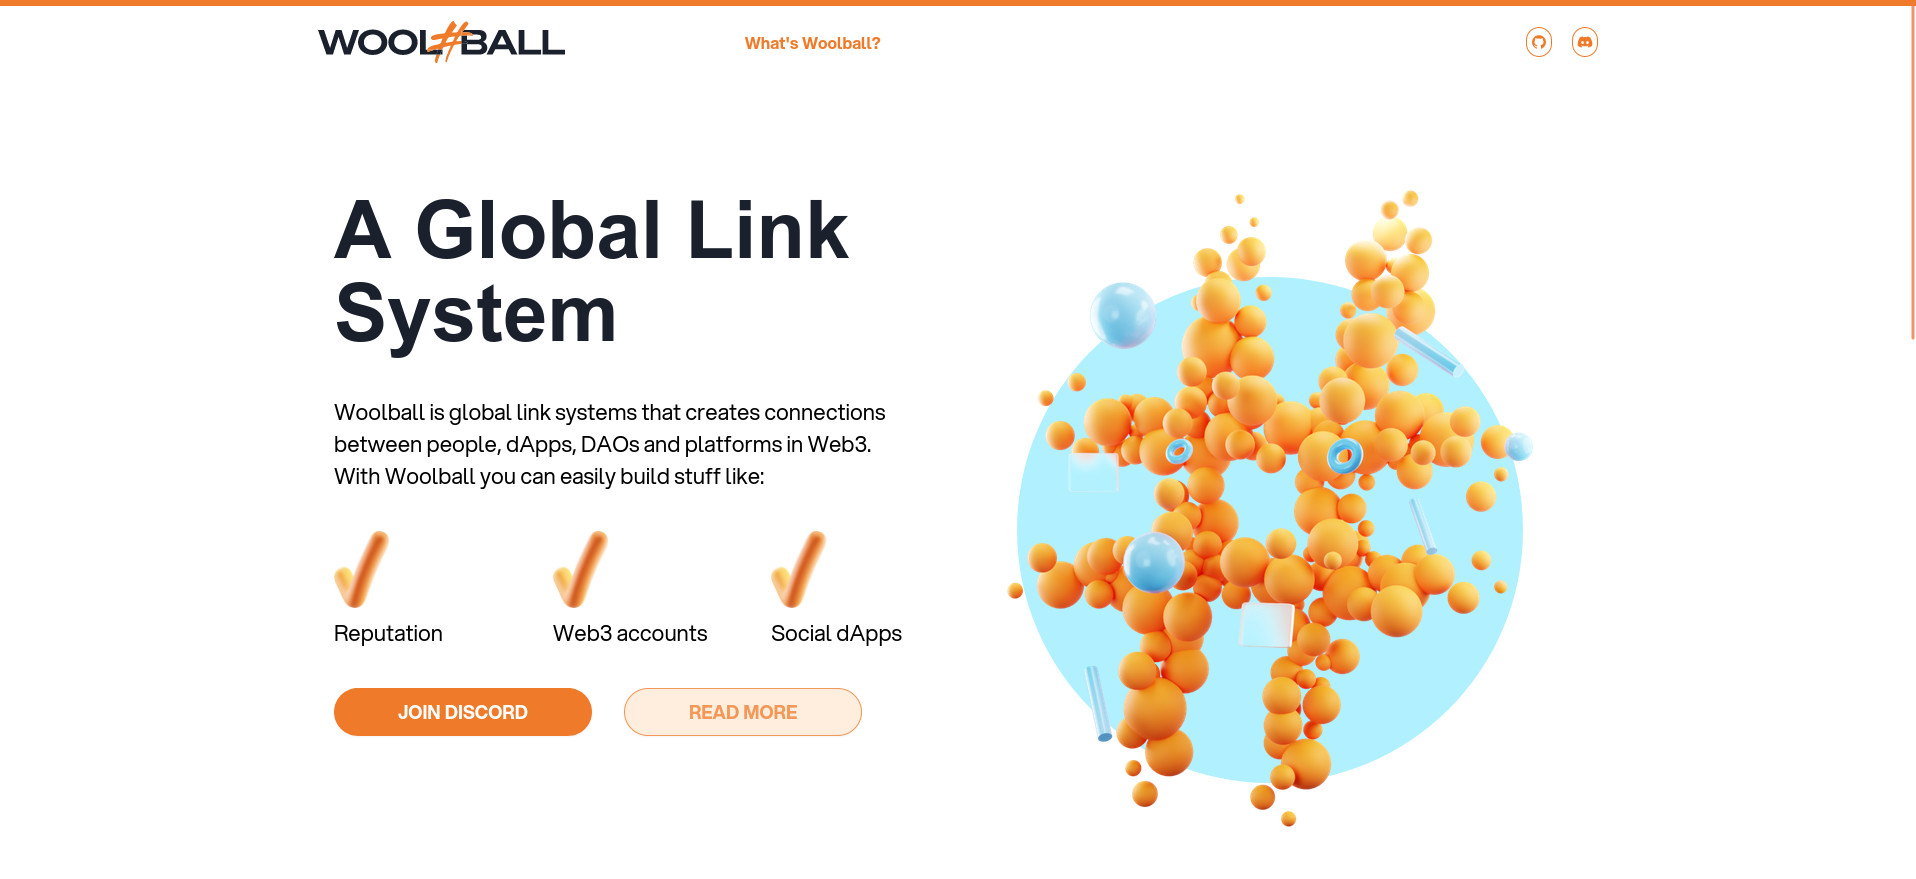 WOOL#BALL
What's Woolball?
A Global Link
System
Woolball is global link systems that creates connections
between people, dApps, DAOs and platforms in Web3.
With Woolball you can easily build stuff like:
Reputation
Web3 accounts
Social dApps
JOIN DISCORD
READ MORE